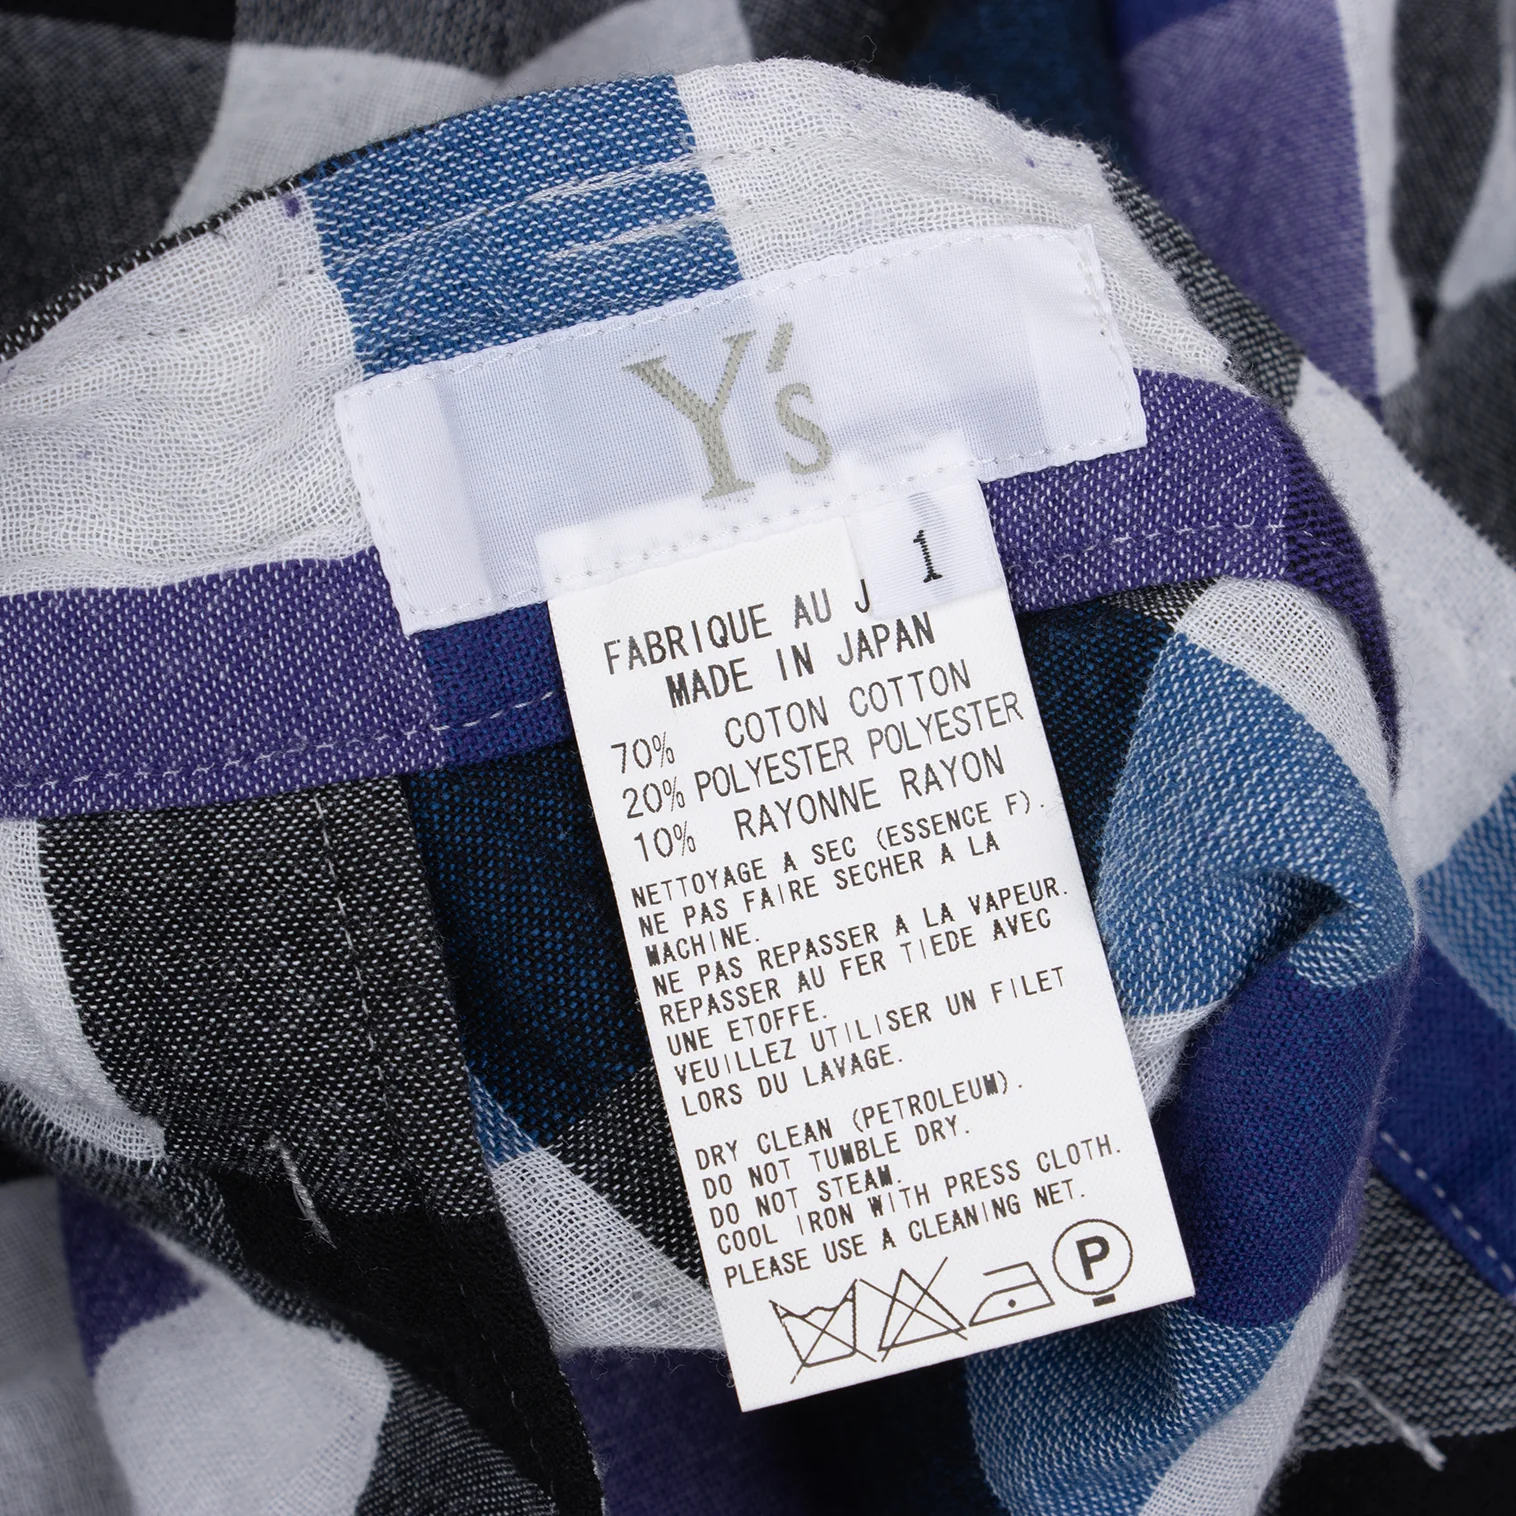 Y's
1
FABRIQUE AU J
MADE IN JAPAN
70% COTON COTTON
20% POLYESTER POLYESTER
10% RAYONNE RAYON
NETTOYAGE A SEC (ESSENCE F).
NE PAS FAIRE SECHER A LA
MACHINE.
NE PAS REPASSER A LA VAPEUR.
REPASSER AU FER TIEDE AVEC
UNE ETOFFE.
VEUILLEZ UTILISER UN FILET
LORS DU LAVAGE.
DRY CLEAN (PETROLEUM).
DO NOT TUMBLE DRY.
DO NOT STEAM.
COOL IRON WITH PRESS CLOTH.
PLEASE USE A CLEANING NET.
P